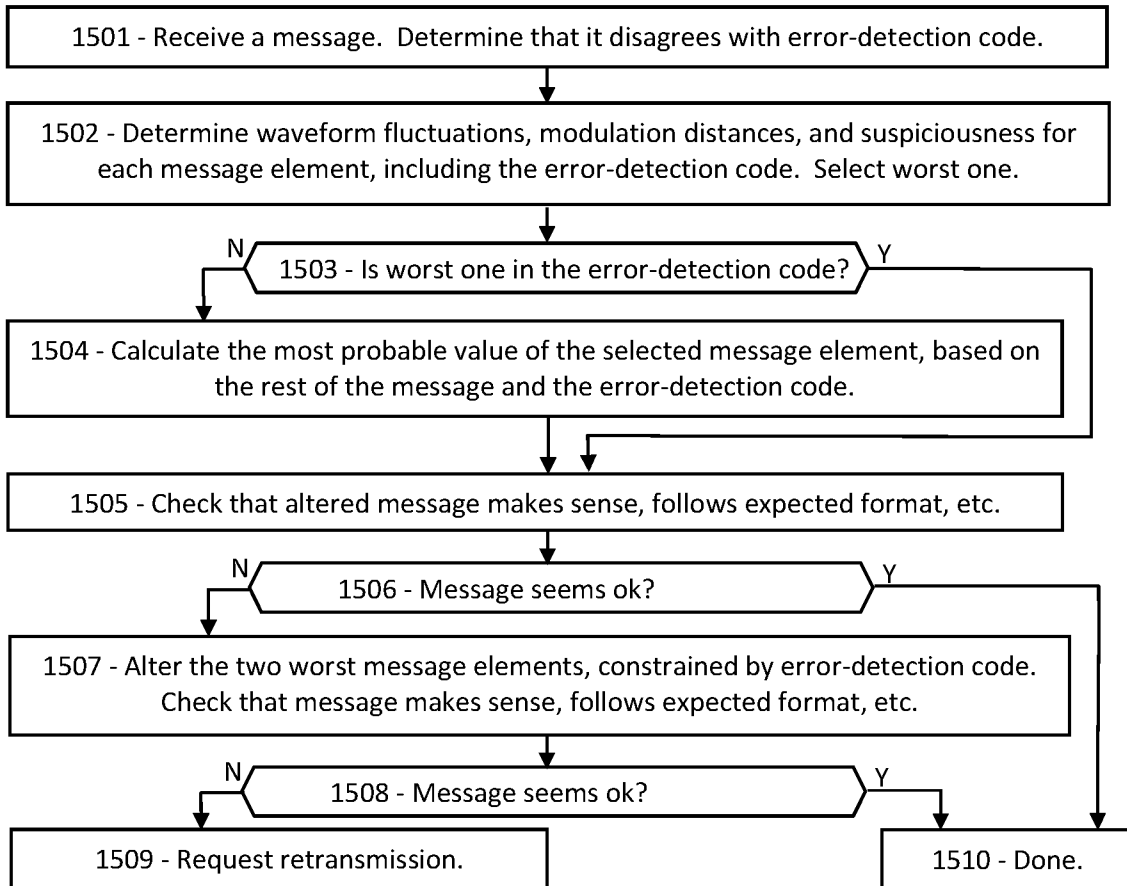 1501 - Receive a message.  Determine that it disagrees with error-detection code.
1502 - Determine waveform fluctuations, modulation distances, and suspiciousness for
each message element, including the error-detection code.  Select worst one.
N
Y
1503 - Is worst one in the error-detection code?
1504 - Calculate the most probable value of the selected message element, based on
the rest of the message and the error-detection code.
1505 - Check that altered message makes sense, follows expected format, etc.
N
Y
1506 - Message seems ok?
1507 - Alter the two worst message elements, constrained by error-detection code.
Check that message makes sense, follows expected format, etc.
N
Y
1508 - Message seems ok?
1509 - Request retransmission.
1510 - Done.